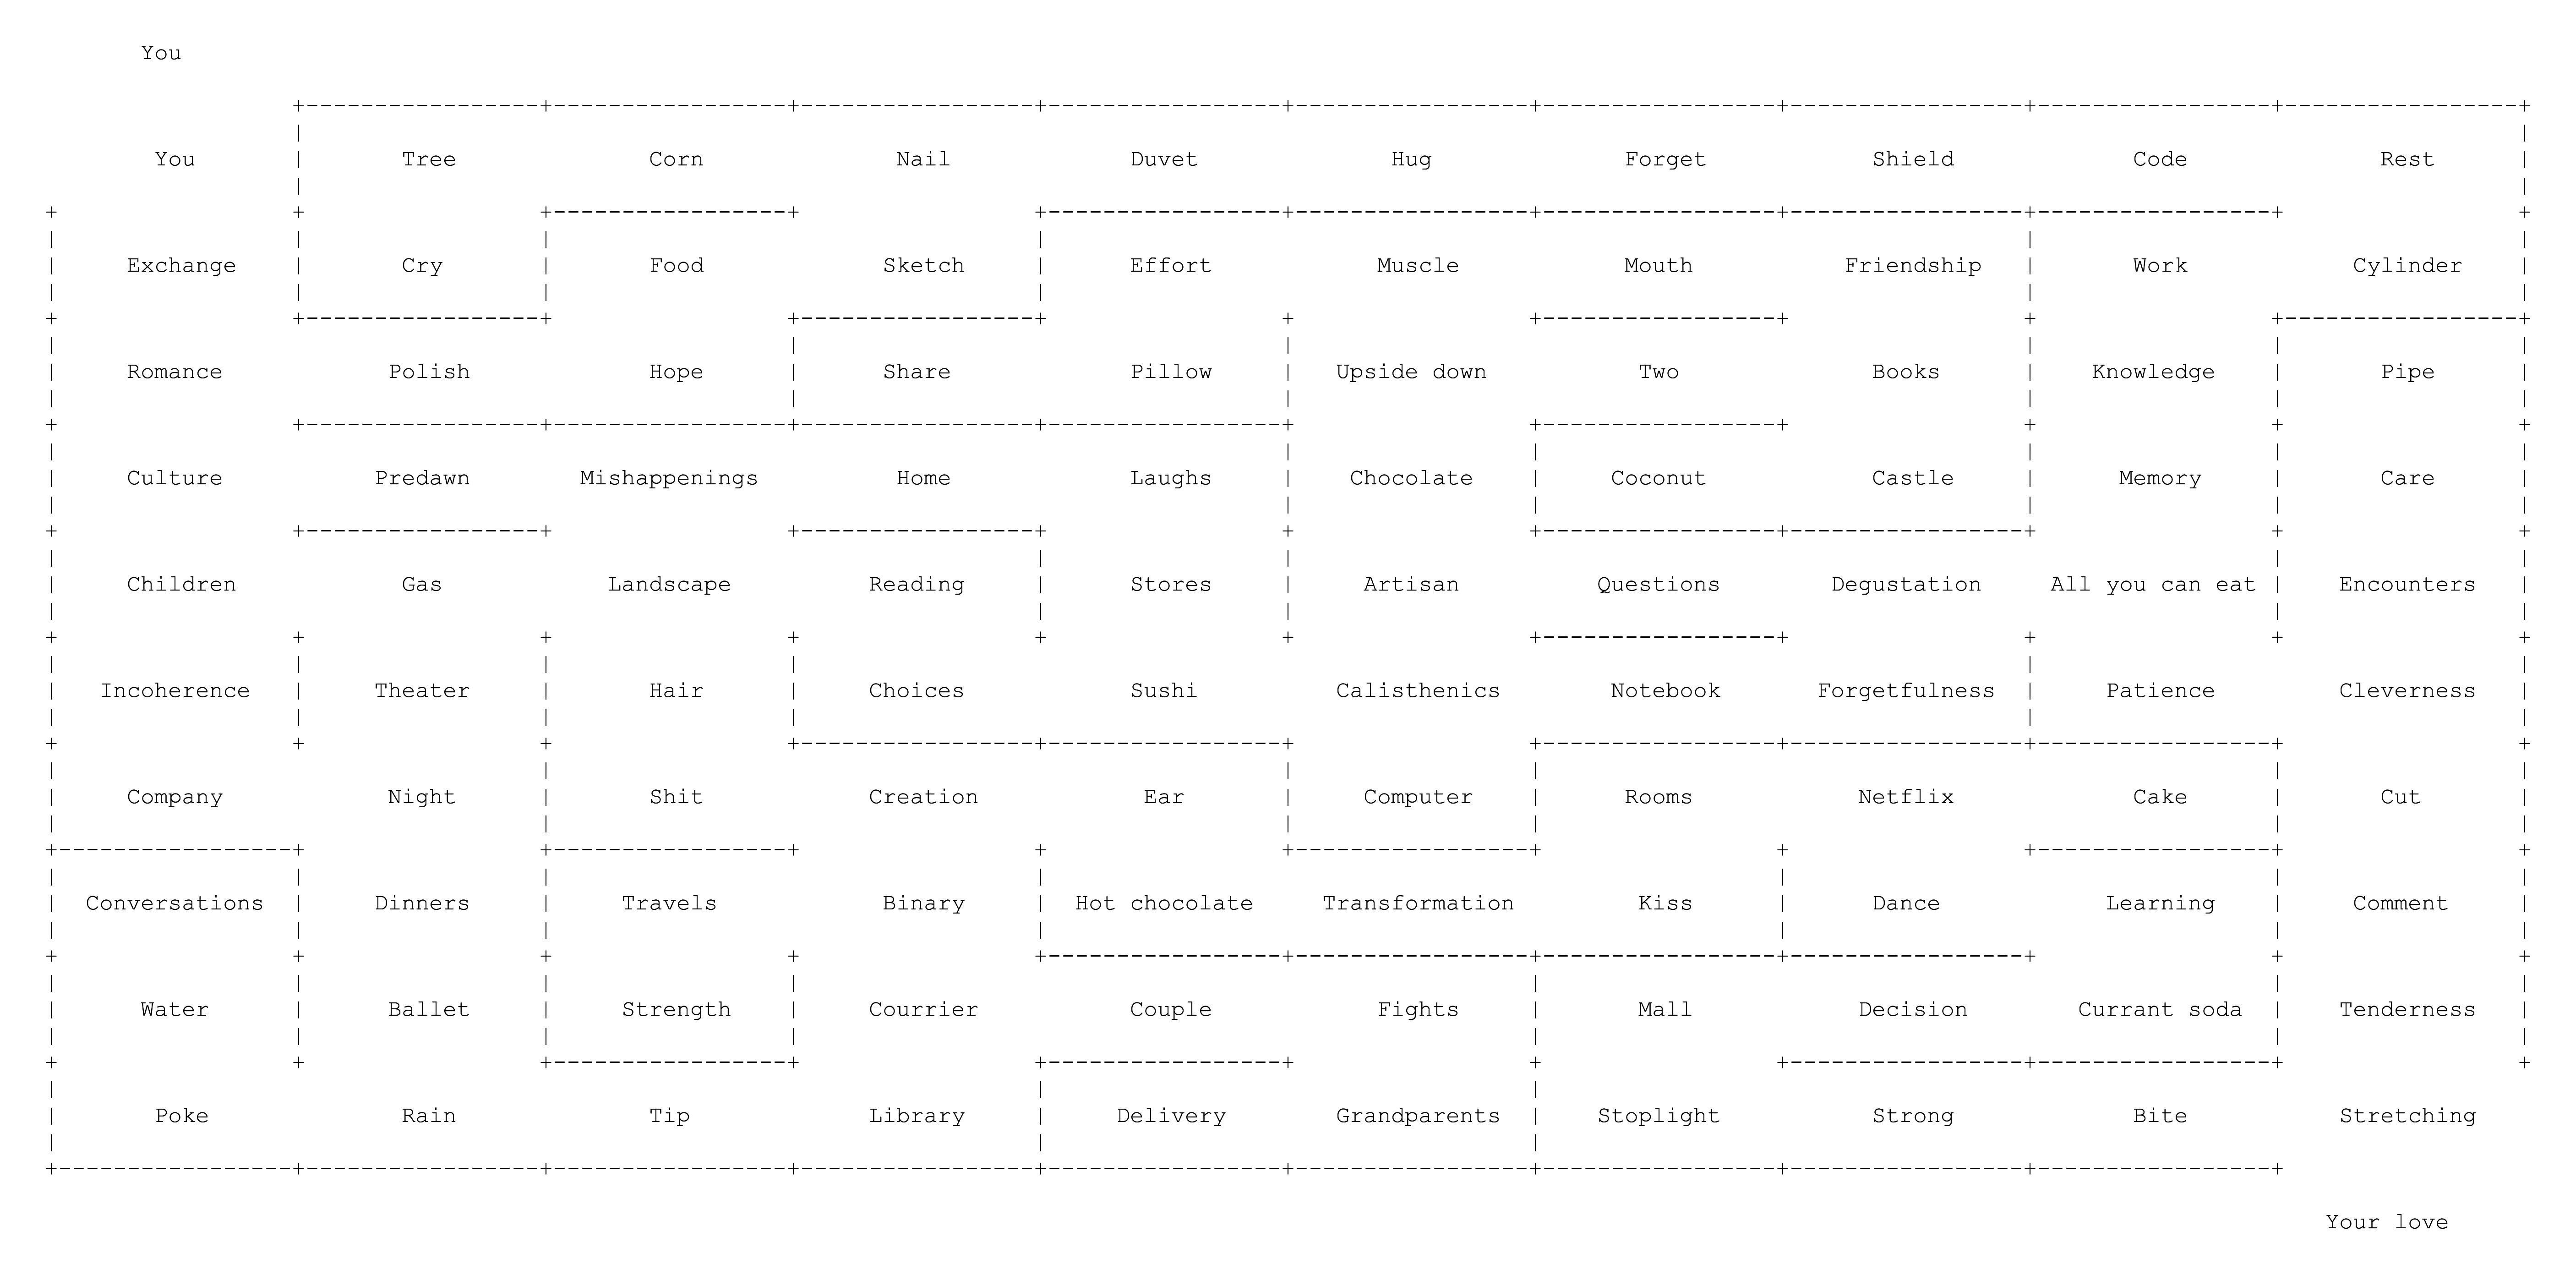 You
You Tree Corn Nail Duvet Hug Forget Shield Code Rest
Exchange Cry Food Sketch Effort Muscle Mouth Friendship Work Cylinder
Romance Polish Hope Share Pillow Upside down Two Books Knowledge Pipe
Culture Predawn Mishappenings Home Laughs Chocolate Coconut Castle Memory Care
Children Gas Landscape Reading Stores Artisan Questions Degustation All you can eat Encounters
Incoherence Theater Hair Choices Sushi Calisthenics Notebook Forgetfulness Patience Cleverness
Company Night Shit Creation Ear Computer Rooms Netflix Cake Cut
Conversations Dinners Travels Binary Hot chocolate Transformation Kiss Dance Learning Comment
Water Ballet Strength Courrier Couple Fights Mall Decision Currant soda Tenderness
Poke Rain Tip Library Delivery Grandparents Stoplight Strong Bite Stretching
Your love